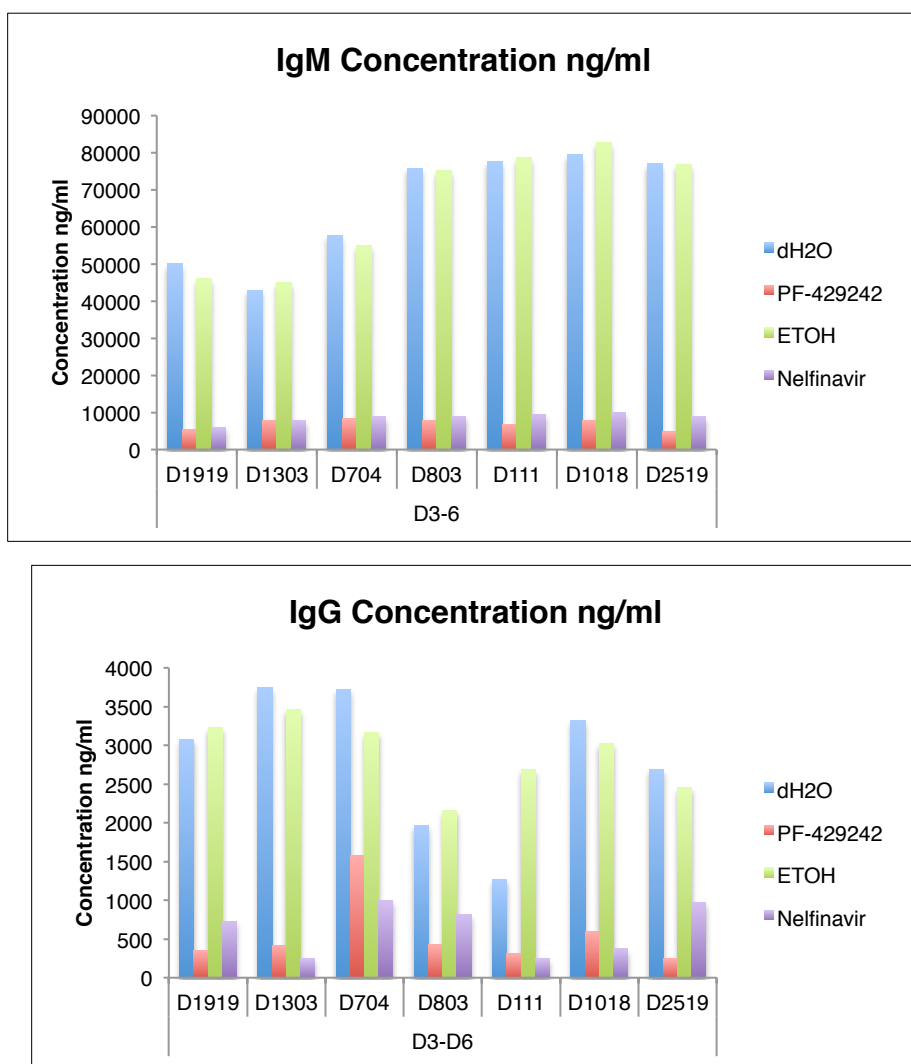 IgM Concentration ng/ml
Concentration ng/ml
90000
80000
70000
60000
50000
40000
30000
20000
10000
0
D1919 D1303 D704 D803 D111 D1018 D2519
D3-6
dH2O
PF-429242
ETOH
Nelfinavir
IgG Concentration ng/ml
Concentration ng/ml
4000
3500
3000
2500
2000
1500
1000
500
0
D1919 D1303 D704 D803 D111 D1018 D2519
D3-D6
dH2O
PF-429242
ETOH
Nelfinavir